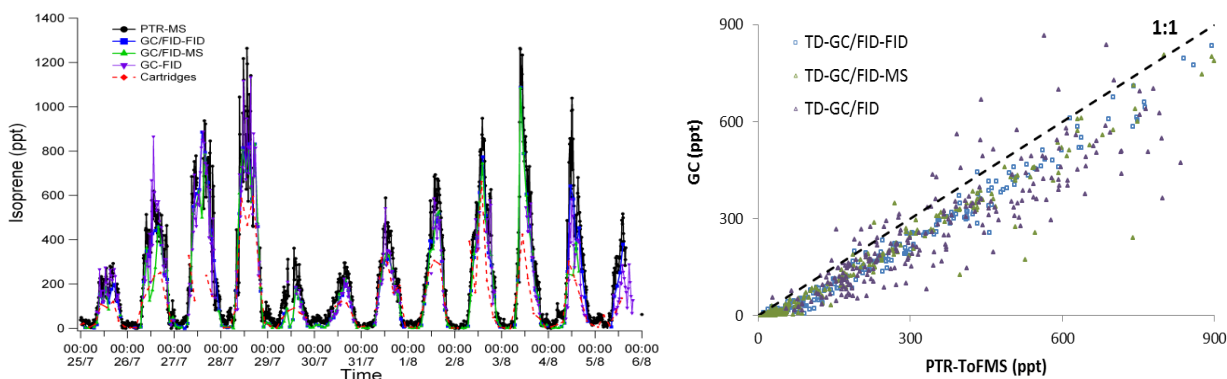 1400
1200
1000
800
600
400
200
0
Isoprene (ppt)
PTR-MS
GC/FID-FID
GC/FID-MS
GC-FID
Cartridges
00:00 00:00 00:00 00:00 00:00 00:00 00:00 00:00 00:00 00:00 00:00 00:00 00:00
25/7 26/7 27/7 28/7 29/7 30/7 31/7 1/8 2/8 3/8 4/8 5/8 6/8
Time
900
600
300
0
GC (ppt)
TD-GC/FID-FID
TD-GC/FID-MS
TD-GC/FID
1:1
0 300 600 900
PTR-ToFMS (ppt)